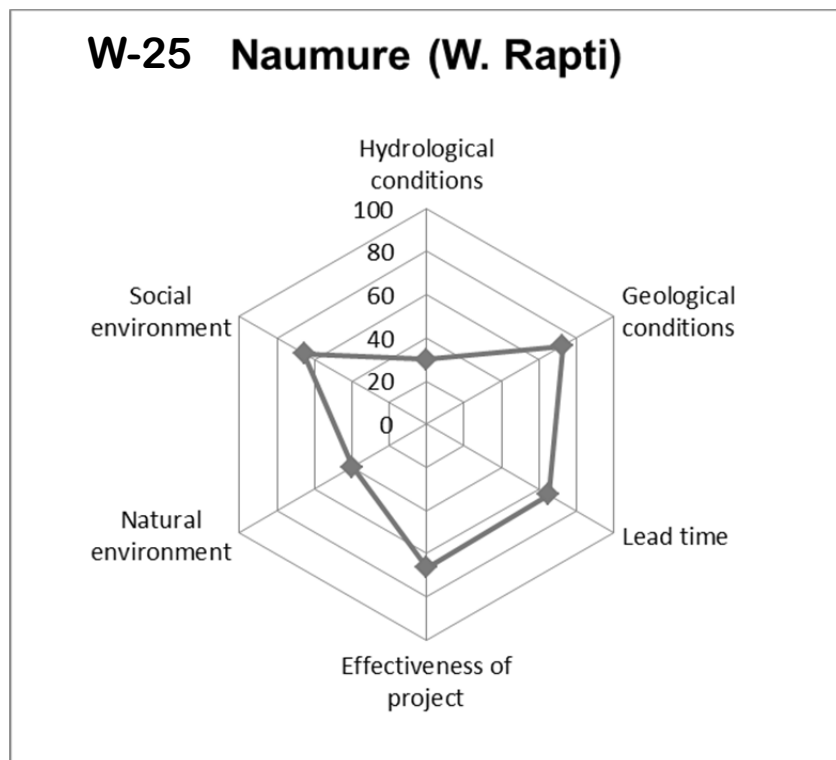 W-25 Naumure (W. Rapti)
Hydrological
conditions
100
80
60
40
20
0
Social
environment
Geological
conditions
Natural
environment
Lead time
Effectiveness of
project